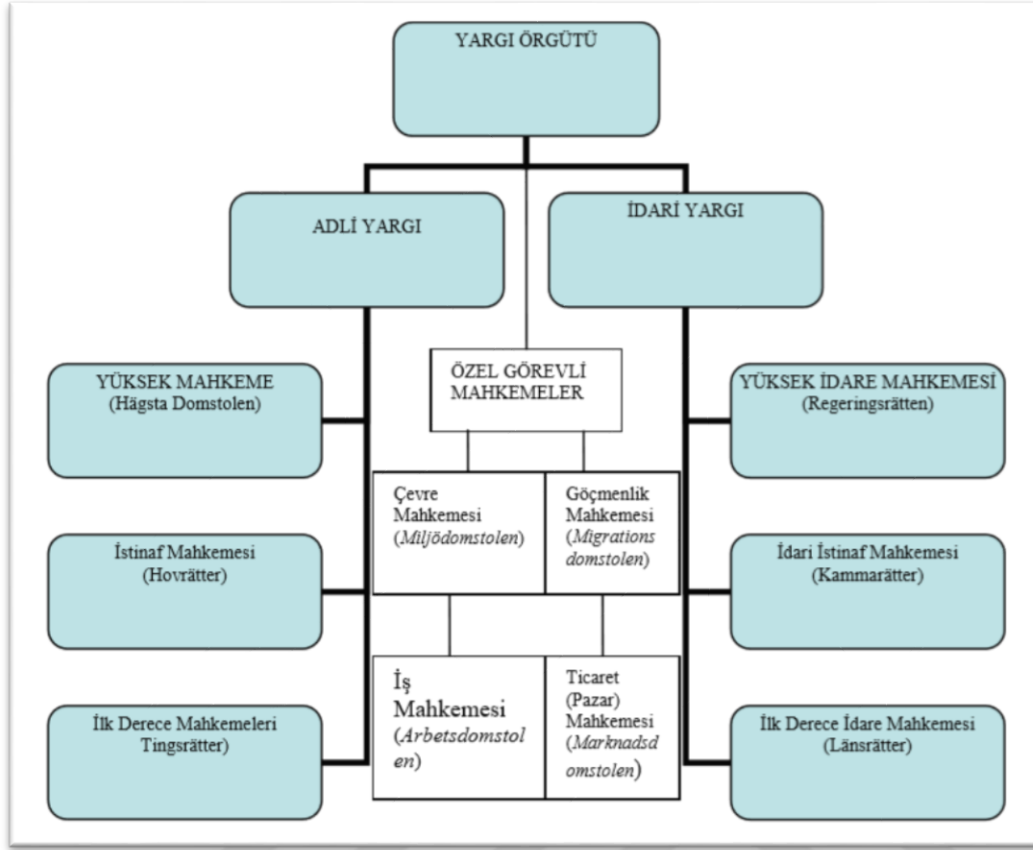 YARGI ÖRGÜTÜ
ADLİ YARGI
İDARİ YARGI
ÖZEL GÖREVLİ
MAHKEMELER
YÜKSEK MAHKEME
(Hägsta Domstolen)
YÜKSEK İDARE MAHKEMESİ
(Regeringsrätten)
Çevre
Mahkemesi
(Miljödomstolen)
Göçmenlik
Mahkemesi
(Migrations
domstolen)
İstinaf Mahkemesi
(Hovrätter)
İdari İstinaf Mahkemesi
(Kammarätter)
İş
Mahkemesi
(Arbetsdomstol
en)
Ticaret
(Pazar)
Mahkemesi
(Marknadsd
omstolen)
İlk Derece Mahkemeleri
Tingsrätter)
İlk Derece İdare Mahkemesi
(Länsrätter)